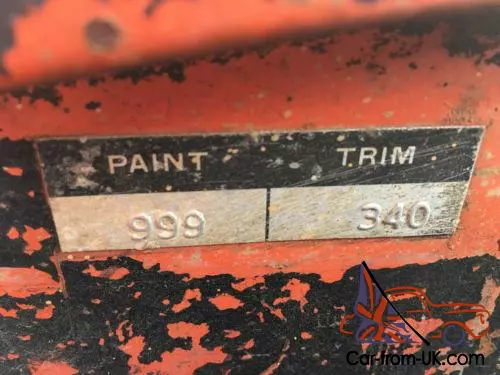 PAINT TRIM
999 340
Car-from-UK.com